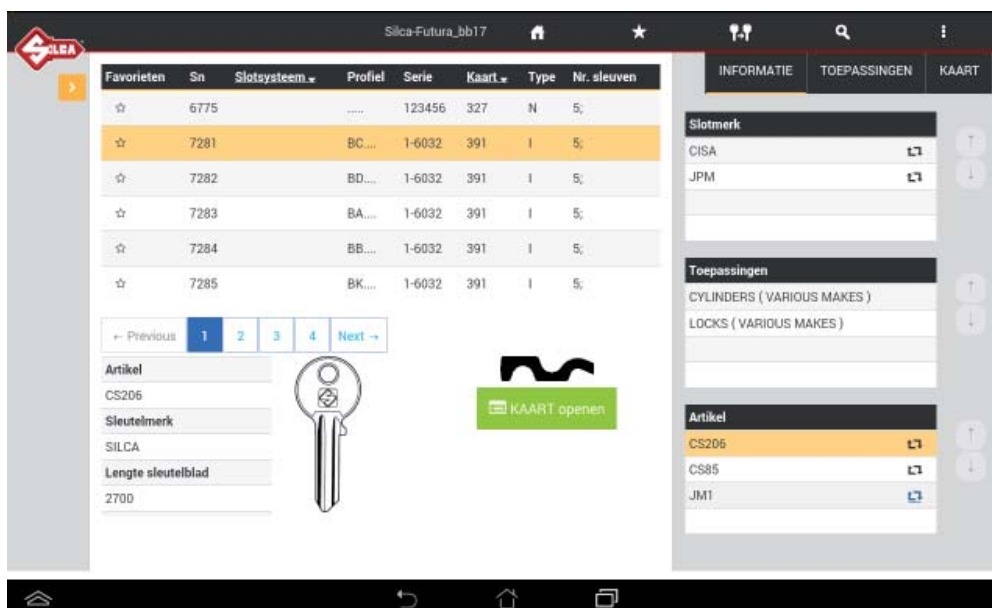 SILCA
Silca-Futura_bb17
INFORMATIE TOEPASSINGEN KAART
Favorieten Sn Slotsysteem Profiel Serie Kaart Type Nr. sleuven
6775 ..... 123456 327 N 5;
7281 BC.... 1-6032 391 I 5;
7282 BD.... 1-6032 391 I 5;
7283 BA.... 1-6032 391 I 5;
7284 BB.... 1-6032 391 I 5;
7285 BK.... 1-6032 391 I 5;
← Previous 1 2 3 4 Next →
Artikel
CS206
Sleutelmerk
SILCA
Lengte sleutelblad
2700
KAART openen
Slotmerk
CISA
JPM
Toepassingen
CYLINDERS ( VARIOUS MAKES )
LOCKS ( VARIOUS MAKES )
Artikel
CS206
CS85
JM1